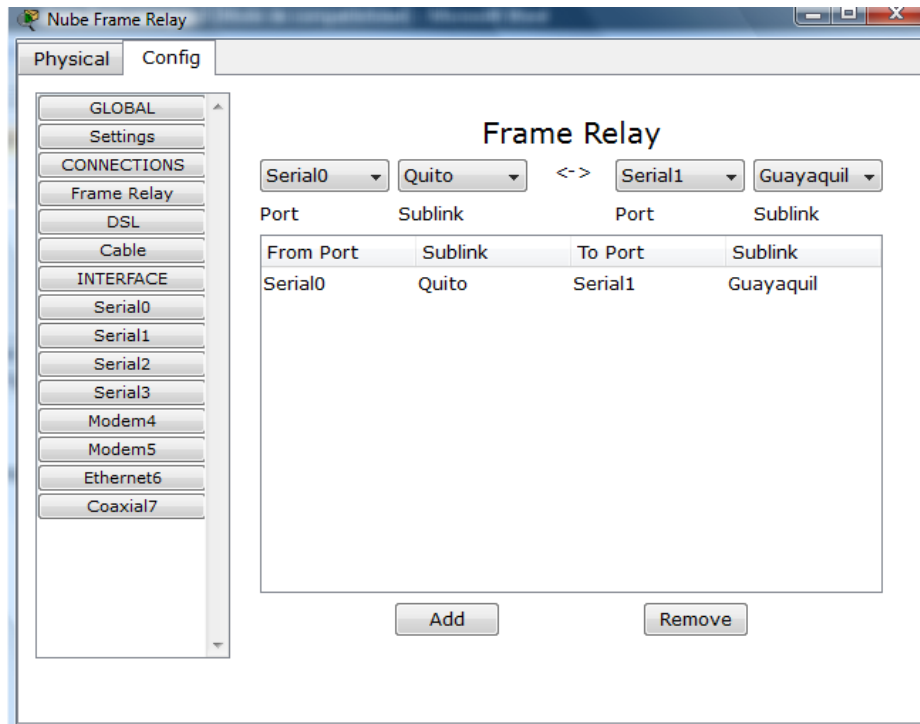 Nube Frame Relay
Physical Config
GLOBAL
Settings
CONNECTIONS
Frame Relay
DSL
Cable
INTERFACE
Serial0
Serial1
Serial2
Serial3
Modem4
Modem5
Ethernet6
Coaxial7
Frame Relay
Serial0 Quito <-> Serial1 Guayaquil
Port Sublink Port Sublink
From Port Sublink To Port Sublink
Serial0 Quito Serial1 Guayaquil
Add Remove